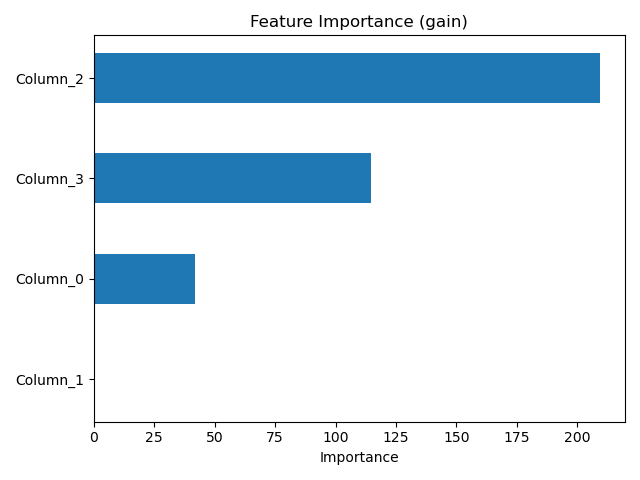 Feature Importance (gain)
Column_2
Column_3
Column_0
Column_1
0 25 50 75 100 125 150 175 200
Importance